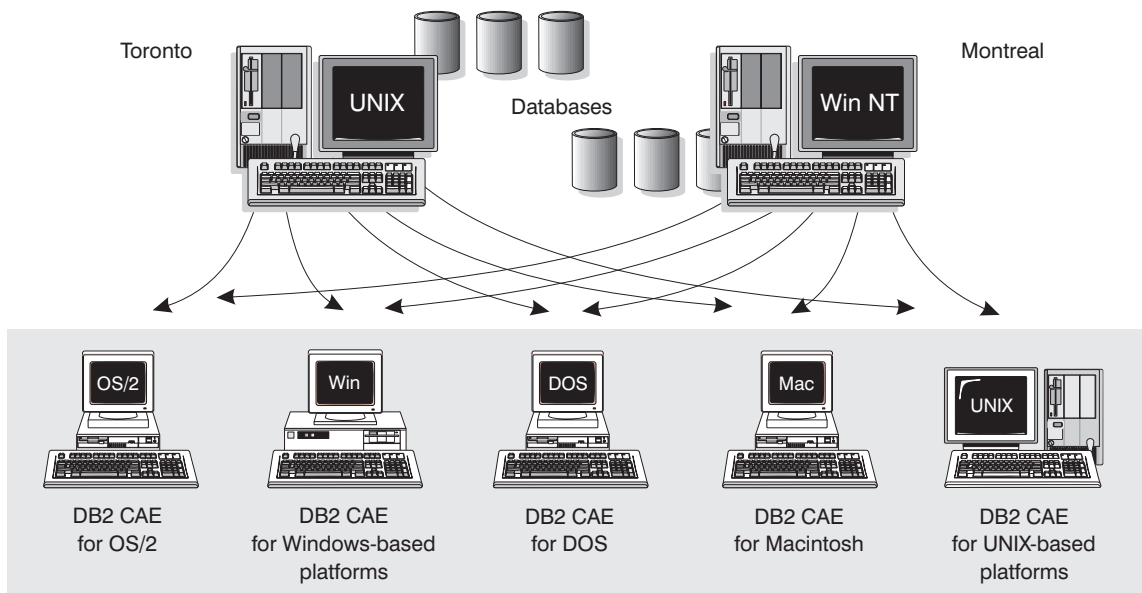 Toronto
Montreal
UNIX
Win NT
Databases
OS/2
Win
DOS
Mac
UNIX
DB2 CAE
for OS/2
DB2 CAE
for Windows-based
platforms
DB2 CAE
for DOS
DB2 CAE
for Macintosh
DB2 CAE
for UNIX-based
platforms